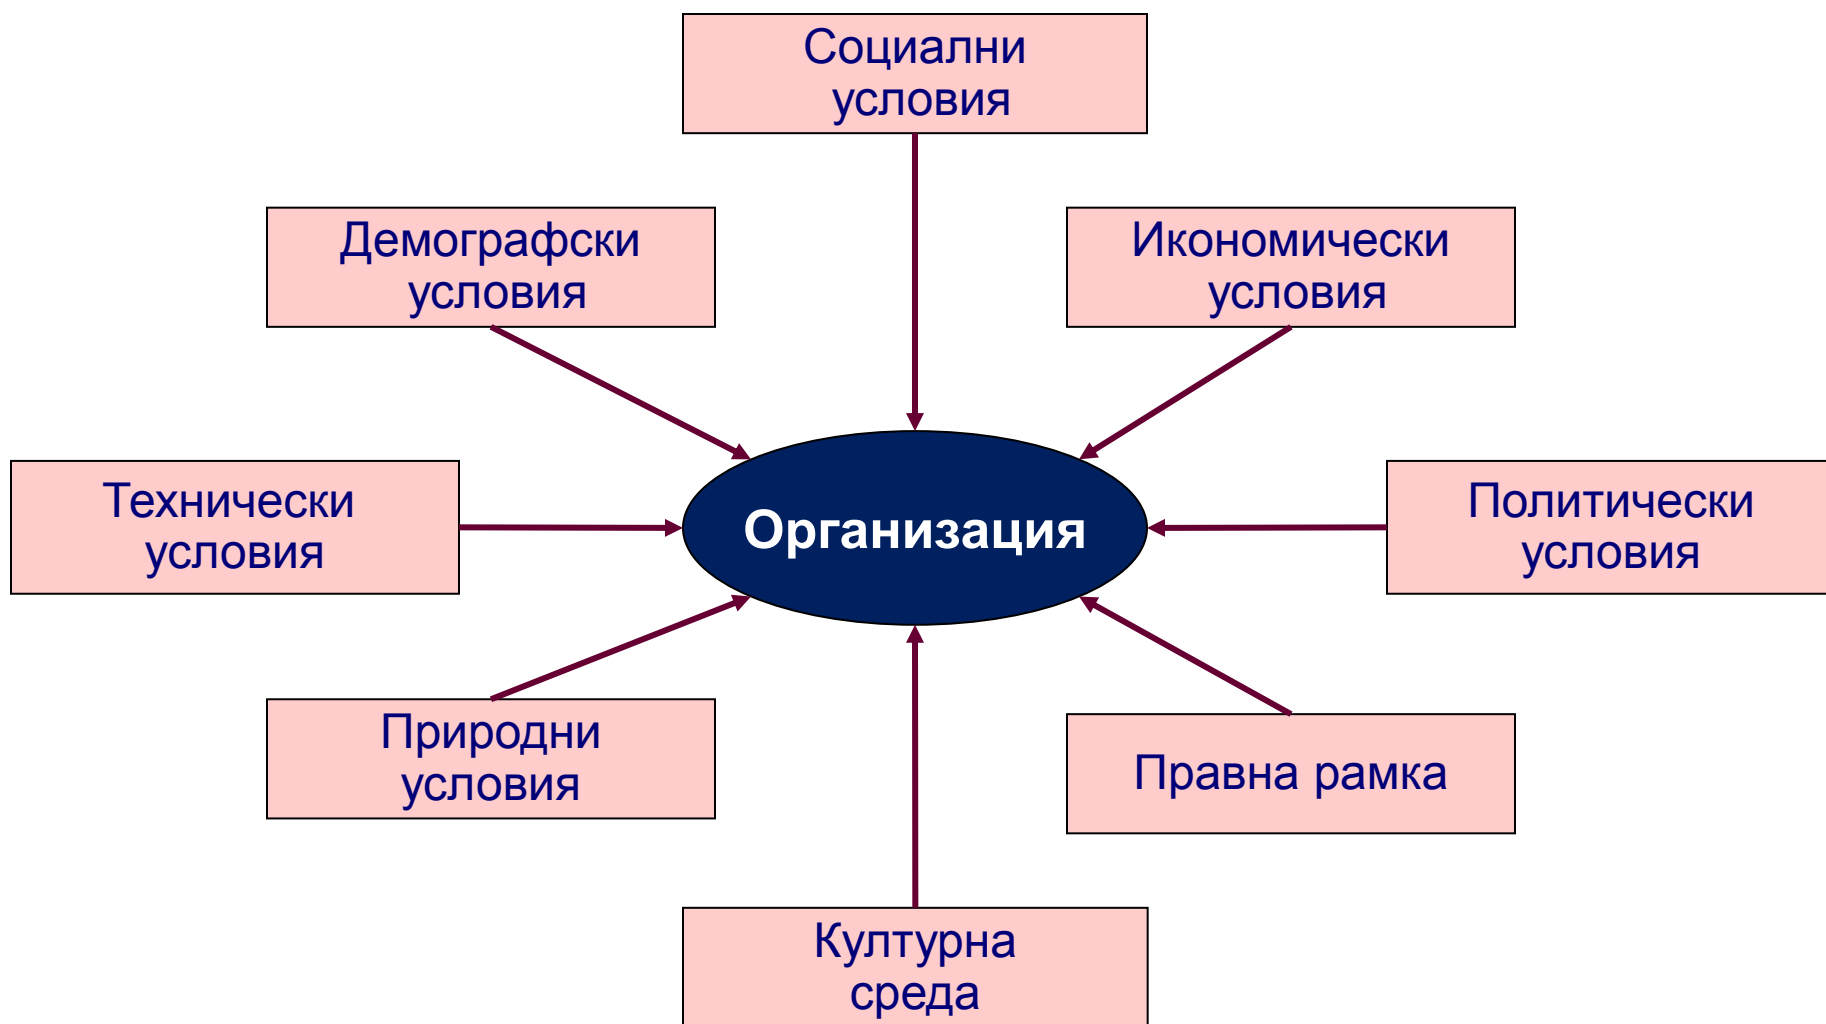 Социални
условия
Демографски
условия
Икономически
условия
Технически
условия
Организация
Политически
условия
Природни
условия
Правна рамка
Културна
среда